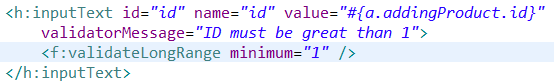 <h:inputText id="id" name="id" value="#{a.addingProduct.id}"
validatorMessage="ID must be great than 1">
<f:validateLongRange minimum="1" />
</h:inputText>